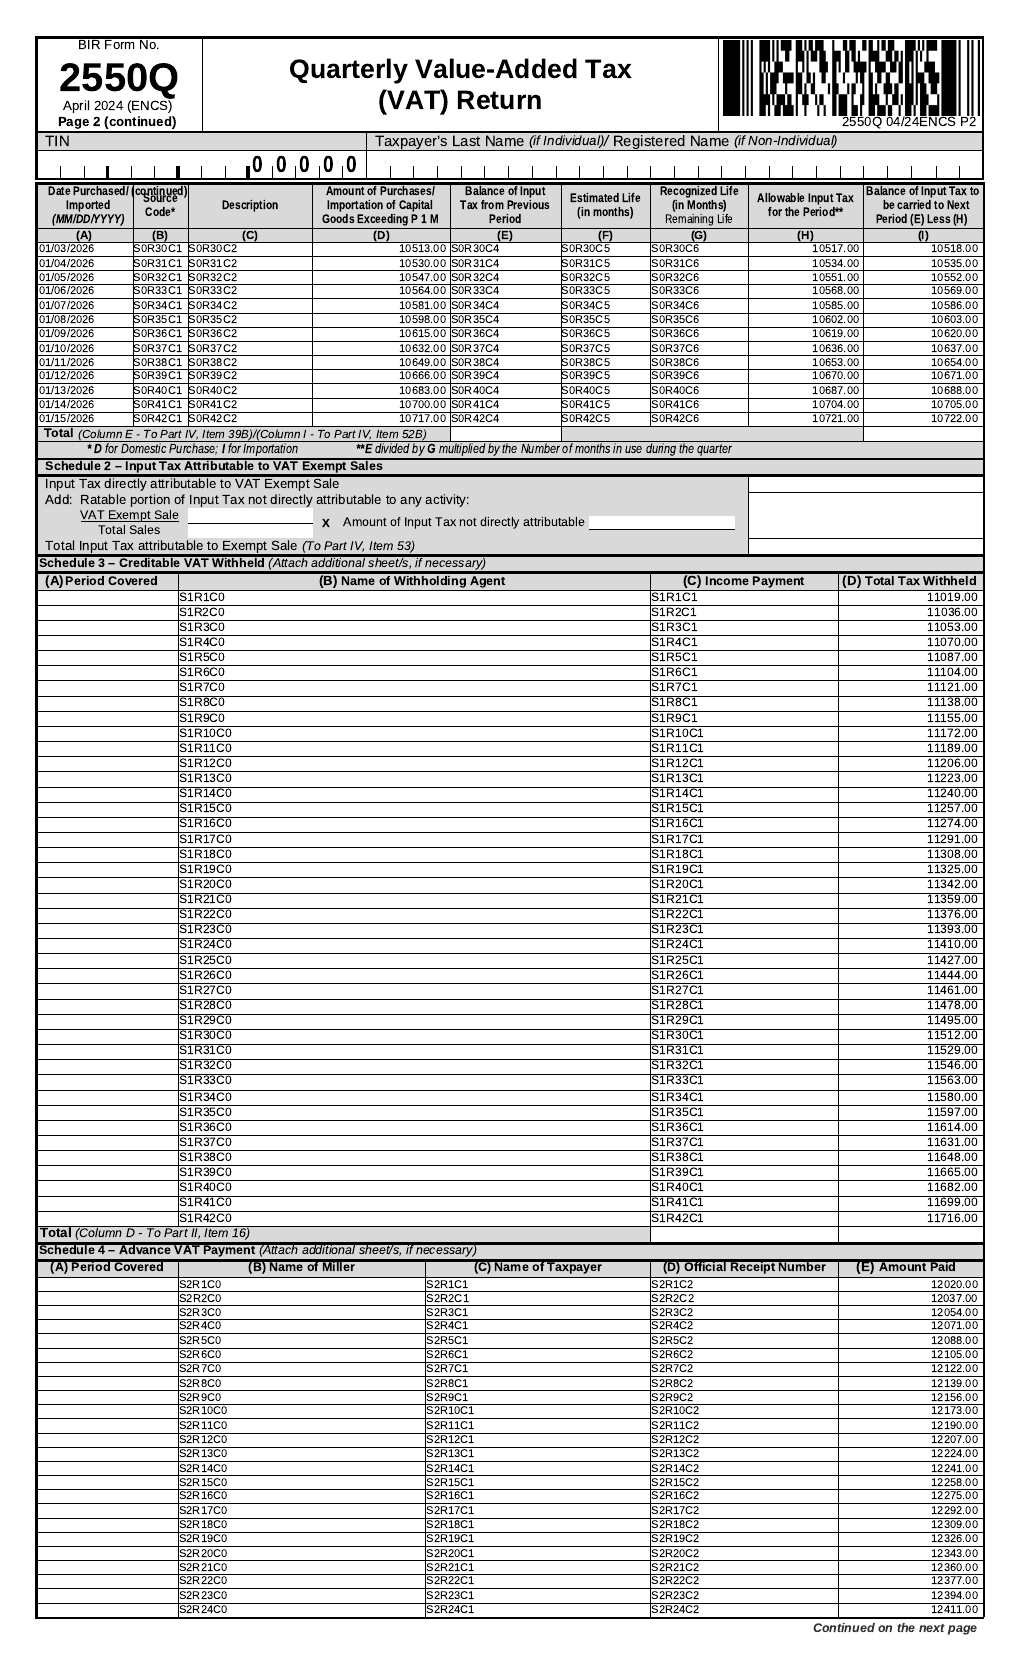 BIR Form No.
2550Q
April 2024 (ENCS)
Page 2 (continued)
Quarterly Value-Added Tax
(VAT) Return
2550Q 04/24ENCS P2
TIN Taxpayer's Last Name (if Individual)/ Registered Name (if Non-Individual)
0 0 0 0 0
Date Purchased/ Imported (MM/DD/YYYY) (continued) Source Code* Description Amount of Purchases/ Importation of Capital Goods Exceeding P 1 M Balance of Input Tax from Previous Period Estimated Life (in months) Recognized Life (in Months) Remaining Life Allowable Input Tax for the Period** Balance of Input Tax to be carried to Next Period (E) Less (H)
(A) (B) (C) (D) (E) (F) (G) (H) (I)
01/03/2026 S0R30C1 S0R30C2 10513.00 S0R30C4 S0R30C5 S0R30C6 10517.00 10518.00
01/04/2026 S0R31C1 S0R31C2 10530.00 S0R31C4 S0R31C5 S0R31C6 10534.00 10535.00
01/05/2026 S0R32C1 S0R32C2 10547.00 S0R32C4 S0R32C5 S0R32C6 10551.00 10552.00
01/06/2026 S0R33C1 S0R33C2 10564.00 S0R33C4 S0R33C5 S0R33C6 10568.00 10569.00
01/07/2026 S0R34C1 S0R34C2 10581.00 S0R34C4 S0R34C5 S0R34C6 10585.00 10586.00
01/08/2026 S0R35C1 S0R35C2 10598.00 S0R35C4 S0R35C5 S0R35C6 10602.00 10603.00
01/09/2026 S0R36C1 S0R36C2 10615.00 S0R36C4 S0R36C5 S0R36C6 10619.00 10620.00
01/10/2026 S0R37C1 S0R37C2 10632.00 S0R37C4 S0R37C5 S0R37C6 10636.00 10637.00
01/11/2026 S0R38C1 S0R38C2 10649.00 S0R38C4 S0R38C5 S0R38C6 10653.00 10654.00
01/12/2026 S0R39C1 S0R39C2 10666.00 S0R39C4 S0R39C5 S0R39C6 10670.00 10671.00
01/13/2026 S0R40C1 S0R40C2 10683.00 S0R40C4 S0R40C5 S0R40C6 10687.00 10688.00
01/14/2026 S0R41C1 S0R41C2 10700.00 S0R41C4 S0R41C5 S0R41C6 10704.00 10705.00
01/15/2026 S0R42C1 S0R42C2 10717.00 S0R42C4 S0R42C5 S0R42C6 10721.00 10722.00
Total (Column E - To Part IV, Item 39B)/(Column I - To Part IV, Item 52B)
* D for Domestic Purchase; I for Importation **E divided by G multiplied by the Number of months in use during the quarter
Schedule 2 – Input Tax Attributable to VAT Exempt Sales
Input Tax directly attributable to VAT Exempt Sale
Add: Ratable portion of Input Tax not directly attributable to any activity:
VAT Exempt Sale
x Amount of Input Tax not directly attributable
Total Sales
Total Input Tax attributable to Exempt Sale (To Part IV, Item 53)
Schedule 3 – Creditable VAT Withheld (Attach additional sheet/s, if necessary)
(A) Period Covered (B) Name of Withholding Agent (C) Income Payment (D) Total Tax Withheld
S1R1C0 S1R1C1 11019.00
S1R2C0 S1R2C1 11036.00
S1R3C0 S1R3C1 11053.00
S1R4C0 S1R4C1 11070.00
S1R5C0 S1R5C1 11087.00
S1R6C0 S1R6C1 11104.00
S1R7C0 S1R7C1 11121.00
S1R8C0 S1R8C1 11138.00
S1R9C0 S1R9C1 11155.00
S1R10C0 S1R10C1 11172.00
S1R11C0 S1R11C1 11189.00
S1R12C0 S1R12C1 11206.00
S1R13C0 S1R13C1 11223.00
S1R14C0 S1R14C1 11240.00
S1R15C0 S1R15C1 11257.00
S1R16C0 S1R16C1 11274.00
S1R17C0 S1R17C1 11291.00
S1R18C0 S1R18C1 11308.00
S1R19C0 S1R19C1 11325.00
S1R20C0 S1R20C1 11342.00
S1R21C0 S1R21C1 11359.00
S1R22C0 S1R22C1 11376.00
S1R23C0 S1R23C1 11393.00
S1R24C0 S1R24C1 11410.00
S1R25C0 S1R25C1 11427.00
S1R26C0 S1R26C1 11444.00
S1R27C0 S1R27C1 11461.00
S1R28C0 S1R28C1 11478.00
S1R29C0 S1R29C1 11495.00
S1R30C0 S1R30C1 11512.00
S1R31C0 S1R31C1 11529.00
S1R32C0 S1R32C1 11546.00
S1R33C0 S1R33C1 11563.00
S1R34C0 S1R34C1 11580.00
S1R35C0 S1R35C1 11597.00
S1R36C0 S1R36C1 11614.00
S1R37C0 S1R37C1 11631.00
S1R38C0 S1R38C1 11648.00
S1R39C0 S1R39C1 11665.00
S1R40C0 S1R40C1 11682.00
S1R41C0 S1R41C1 11699.00
S1R42C0 S1R42C1 11716.00
Total (Column D - To Part II, Item 16)
Schedule 4 – Advance VAT Payment (Attach additional sheet/s, if necessary)
(A) Period Covered (B) Name of Miller (C) Name of Taxpayer (D) Official Receipt Number (E) Amount Paid
S2R1C0 S2R1C1 S2R1C2 12020.00
S2R2C0 S2R2C1 S2R2C2 12037.00
S2R3C0 S2R3C1 S2R3C2 12054.00
S2R4C0 S2R4C1 S2R4C2 12071.00
S2R5C0 S2R5C1 S2R5C2 12088.00
S2R6C0 S2R6C1 S2R6C2 12105.00
S2R7C0 S2R7C1 S2R7C2 12122.00
S2R8C0 S2R8C1 S2R8C2 12139.00
S2R9C0 S2R9C1 S2R9C2 12156.00
S2R10C0 S2R10C1 S2R10C2 12173.00
S2R11C0 S2R11C1 S2R11C2 12190.00
S2R12C0 S2R12C1 S2R12C2 12207.00
S2R13C0 S2R13C1 S2R13C2 12224.00
S2R14C0 S2R14C1 S2R14C2 12241.00
S2R15C0 S2R15C1 S2R15C2 12258.00
S2R16C0 S2R16C1 S2R16C2 12275.00
S2R17C0 S2R17C1 S2R17C2 12292.00
S2R18C0 S2R18C1 S2R18C2 12309.00
S2R19C0 S2R19C1 S2R19C2 12326.00
S2R20C0 S2R20C1 S2R20C2 12343.00
S2R21C0 S2R21C1 S2R21C2 12360.00
S2R22C0 S2R22C1 S2R22C2 12377.00
S2R23C0 S2R23C1 S2R23C2 12394.00
S2R24C0 S2R24C1 S2R24C2 12411.00
Continued on the next page